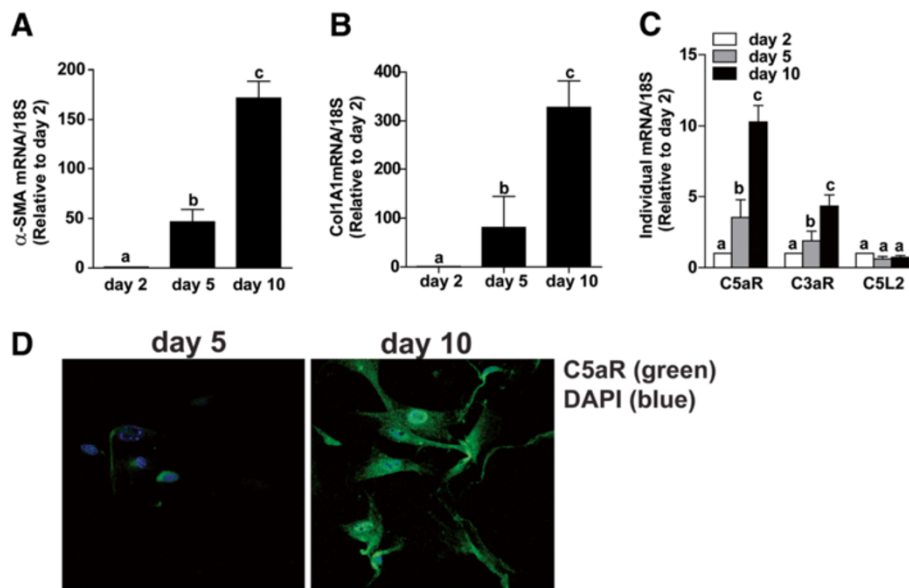 A
α-SMA mRNA/18S
(Relative to day 2)
200
150
100
50
0
a
b
c
day 2 day 5 day 10
B
Col1A1mRNA/18S
(Relative to day 2)
400
300
200
100
0
a
b
c
day 2 day 5 day 10
C
day 2
day 5
day 10
Individual mRNA/18S
(Relative to day 2)
15
10
5
0
a b c
a b c
a a a
C5aR C3aR C5L2
D
day 5 day 10
C5aR (green)
DAPI (blue)